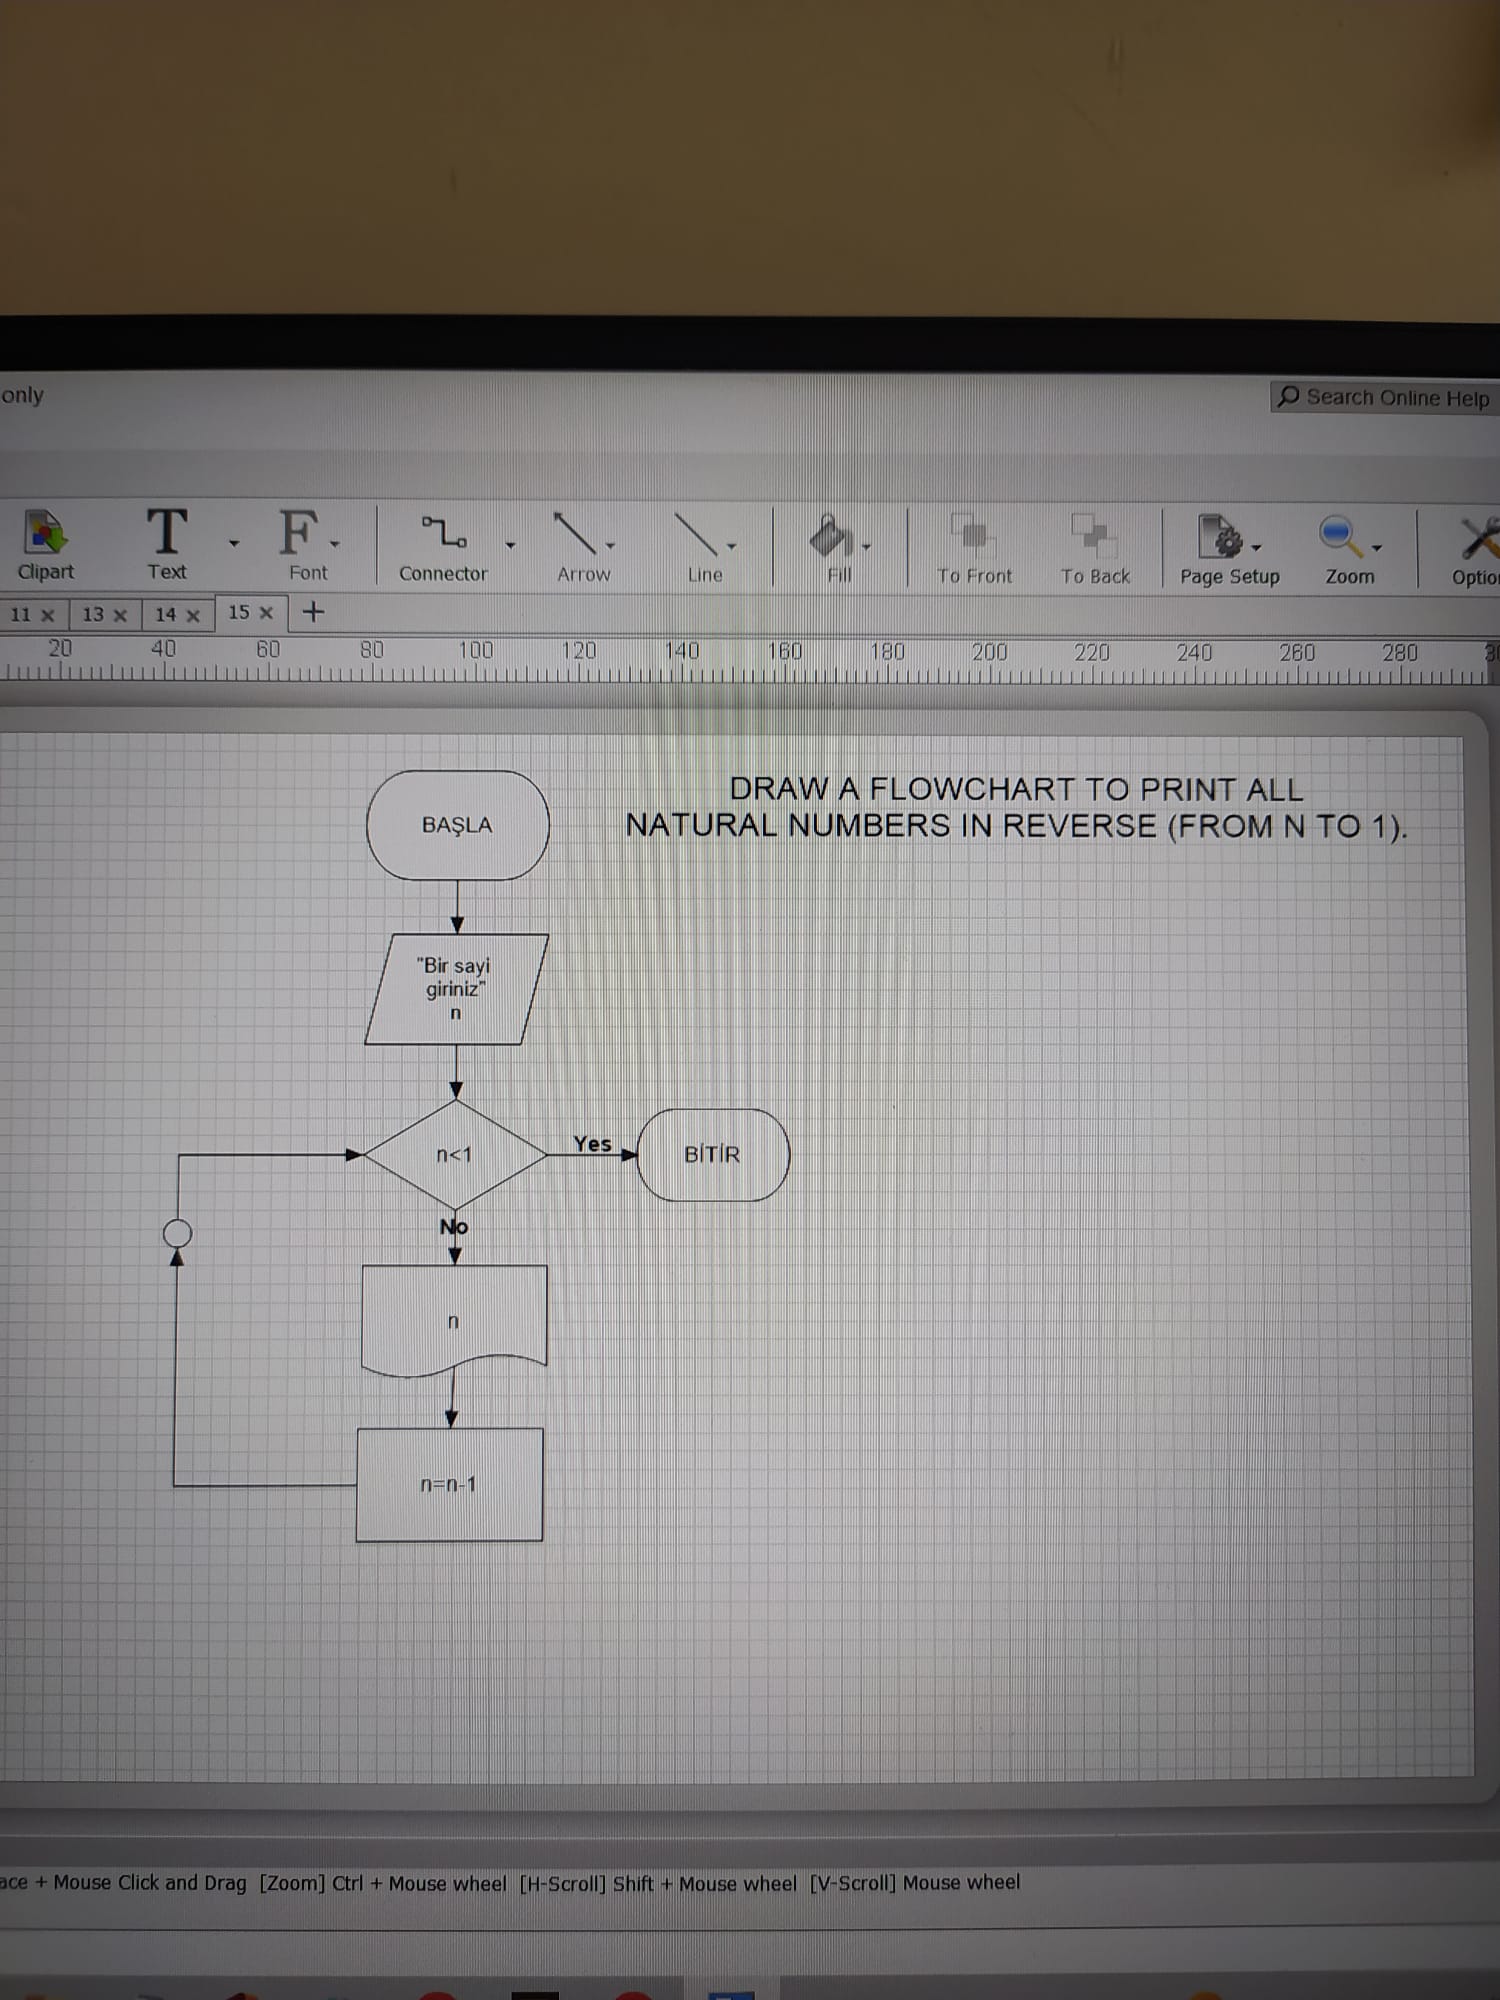 only
Search Online Help
Clipart
Text
Font
Connector
Arrow
Line
Fill
To Front
To Back
Page Setup
Zoom
11 x
13 x
14 x
15 x
+
20 40 60 80 100 120 140 160 180 200 220 240 260 280
BAŞLA
DRAW A FLOWCHART TO PRINT ALL
NATURAL NUMBERS IN REVERSE (FROM N TO 1).
"Bir sayi
giriniz"
n
n<1
Yes
BİTİR
No
n
n=n-1
+ Mouse Click and Drag [Zoom] Ctrl + Mouse wheel [H-Scroll] Shift + Mouse wheel [V-Scroll] Mouse wheel